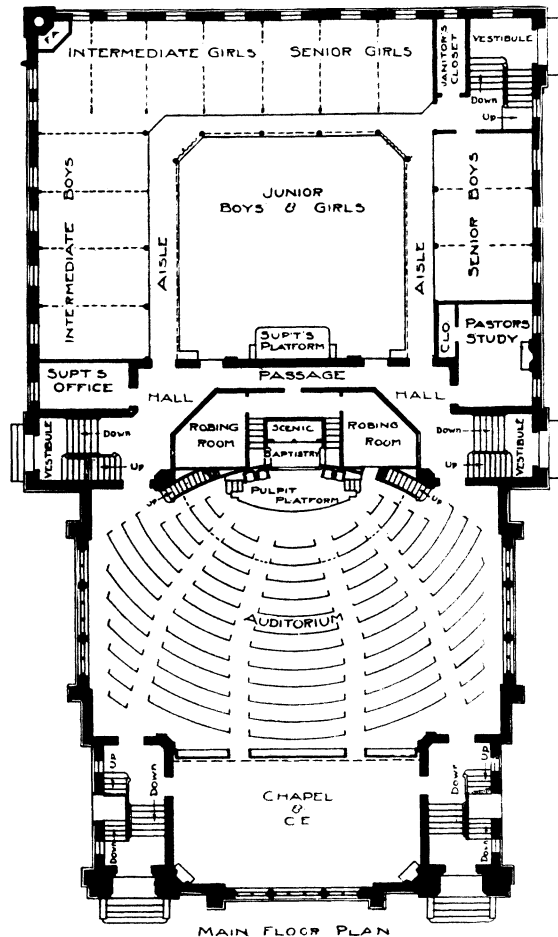 INTERMEDIATE GIRLS
SENIOR GIRLS
JANITOR'S
CLOSET
VESTIBULE
Down
Up
INTERMEDIATE BOYS
AISLE
JUNIOR
BOYS & GIRLS
AISLE
SENIOR BOYS
SUP'T'S
PLATFORM
CLO.
PASTORS
STUDY
SUPT'S
OFFICE
PASSAGE
HALL
HALL
VESTIBULE
Down
Up
ROBING
ROOM
SCENIC
BAPTISTRY
ROBING
ROOM
Down
Up
VESTIBULE
UP
PULPIT
PLATFORM
UP
AUDITORIUM
Up
Down
Down
CHAPEL
&
C E
Up
Down
Down
MAIN FLOOR PLAN